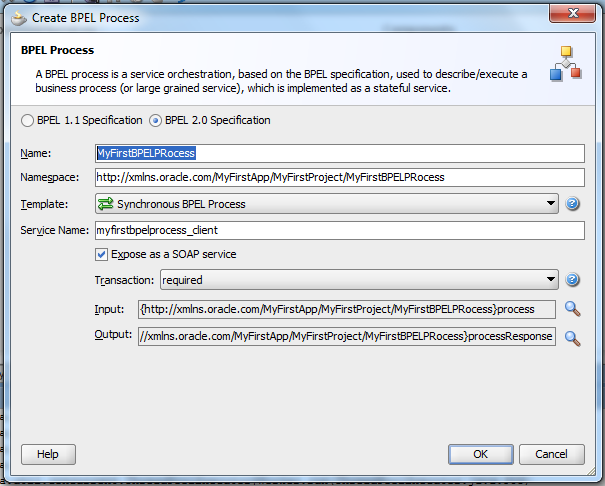 Create BPEL Process
BPEL Process
A BPEL process is a service orchestration, based on the BPEL specification, used to describe/execute a
business process (or large grained service), which is implemented as a stateful service.
BPEL 1.1 Specification BPEL 2.0 Specification
Name: MyFirstBPELPRocess
Namespace: http://xmlns.oracle.com/MyFirstApp/MyFirstProject/MyFirstBPELPRocess
Template: Synchronous BPEL Process
Service Name: myfirstbpelprocess_client
Expose as a SOAP service
Transaction: required
Input: {http://xmlns.oracle.com/MyFirstApp/MyFirstProject/MyFirstBPELPRocess}process
Output: //xmlns.oracle.com/MyFirstApp/MyFirstProject/MyFirstBPELPRocess}processResponse
Help OK Cancel